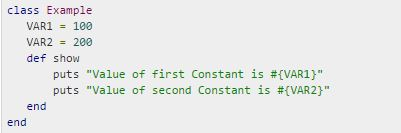 class Example
   VAR1 = 100
   VAR2 = 200
   def show
       puts "Value of first Constant is #{VAR1}"
       puts "Value of second Constant is #{VAR2}"
   end
end